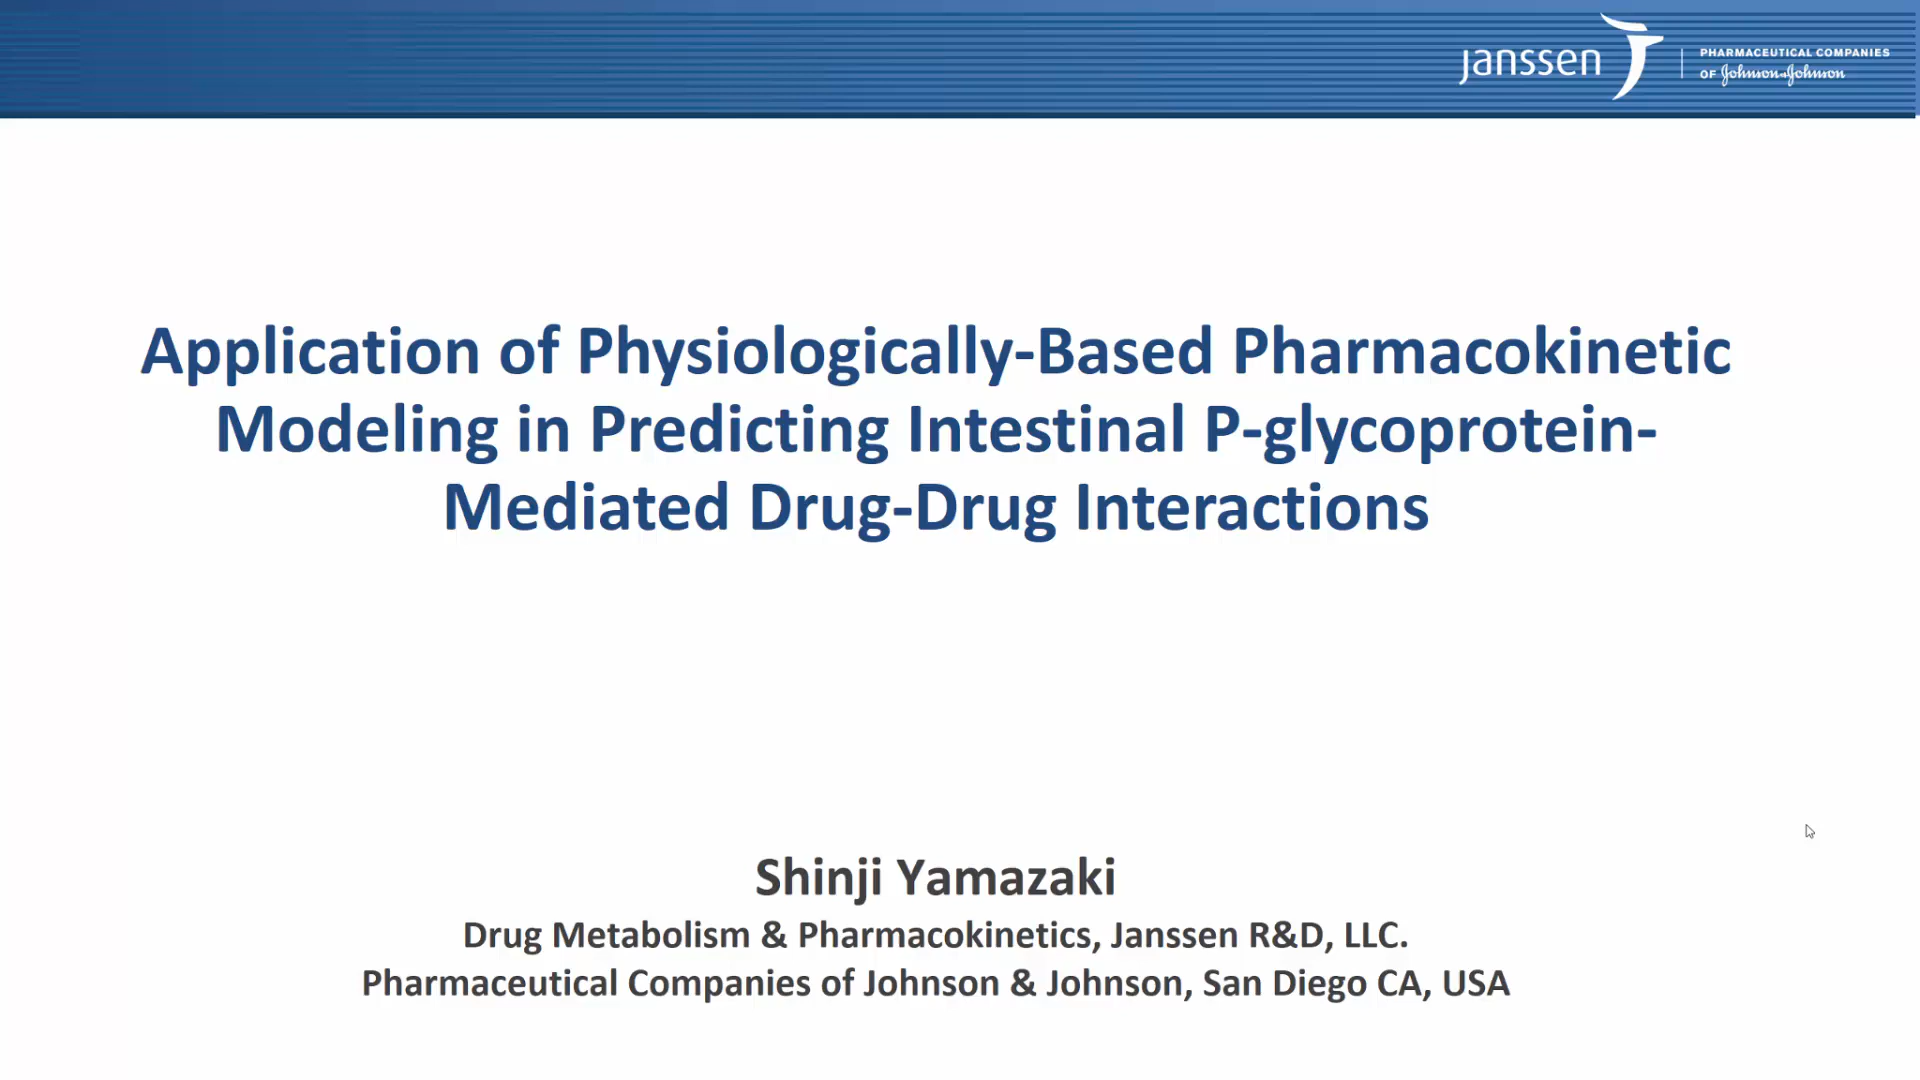 janssen
PHARMACEUTICAL COMPANIES
OF Johnson & Johnson
Application of Physiologically-Based Pharmacokinetic
Modeling in Predicting Intestinal P-glycoprotein-
Mediated Drug-Drug Interactions
Shinji Yamazaki
Drug Metabolism & Pharmacokinetics, Janssen R&D, LLC.
Pharmaceutical Companies of Johnson & Johnson, San Diego CA, USA